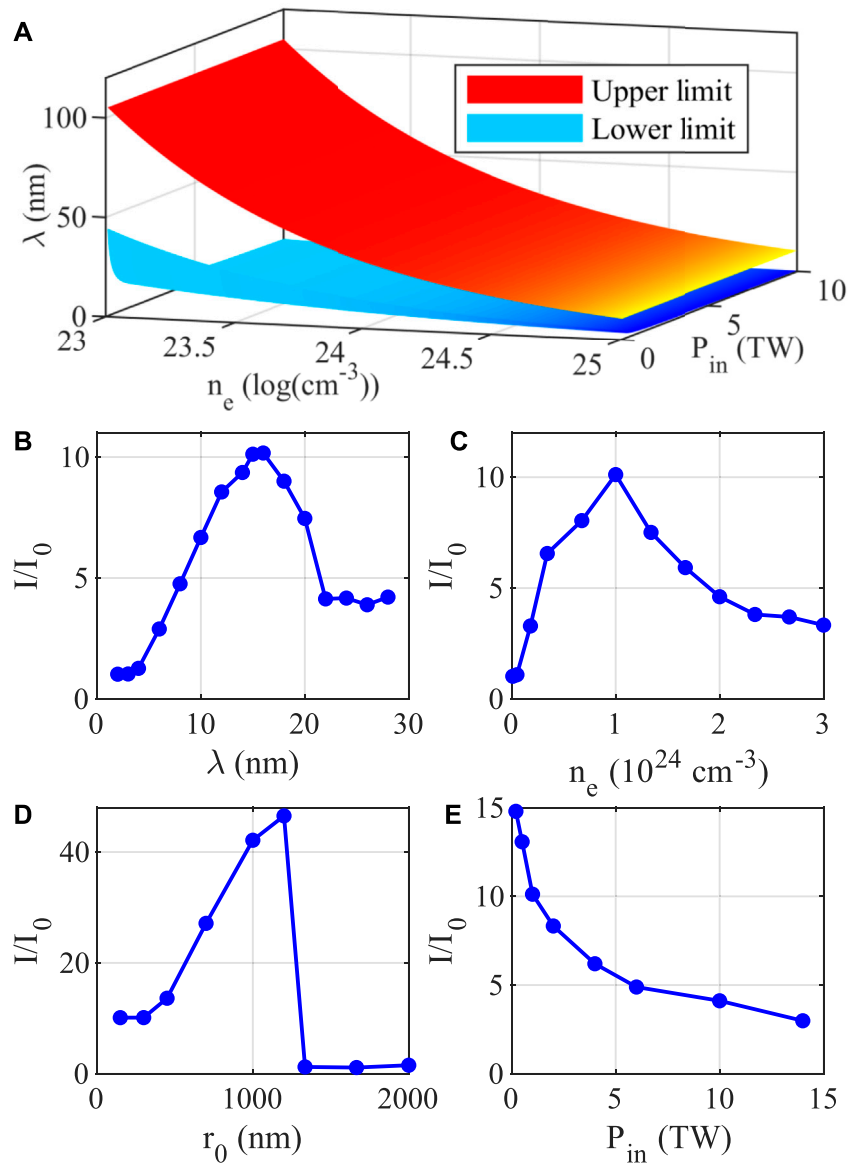 A
Upper limit
Lower limit
100
50
0
λ (nm)
23
23.5
24
24.5
25
n_e (log(cm^-3))
0
5
10
P_in (TW)
B
10
5
0
I/I_0
0
10
20
30
λ (nm)
C
10
5
0
I/I_0
0
1
2
3
n_e (10^24 cm^-3)
D
40
20
0
I/I_0
0
1000
2000
r_0 (nm)
E
15
10
5
0
I/I_0
0
5
10
15
P_in (TW)